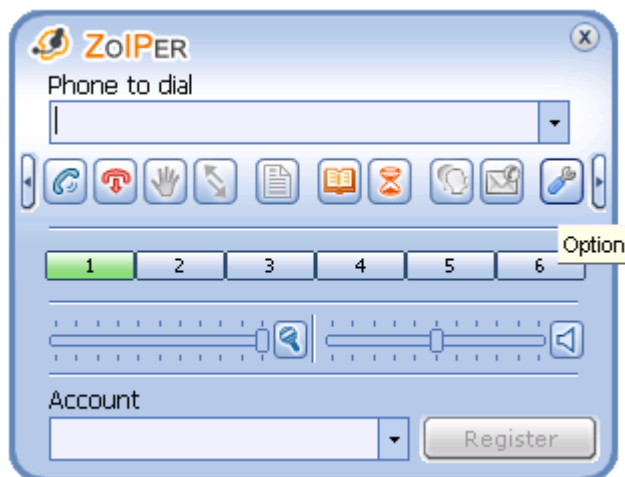 ZoIPER
Phone to dial
Option
1 2 3 4 5 6
Account
Register